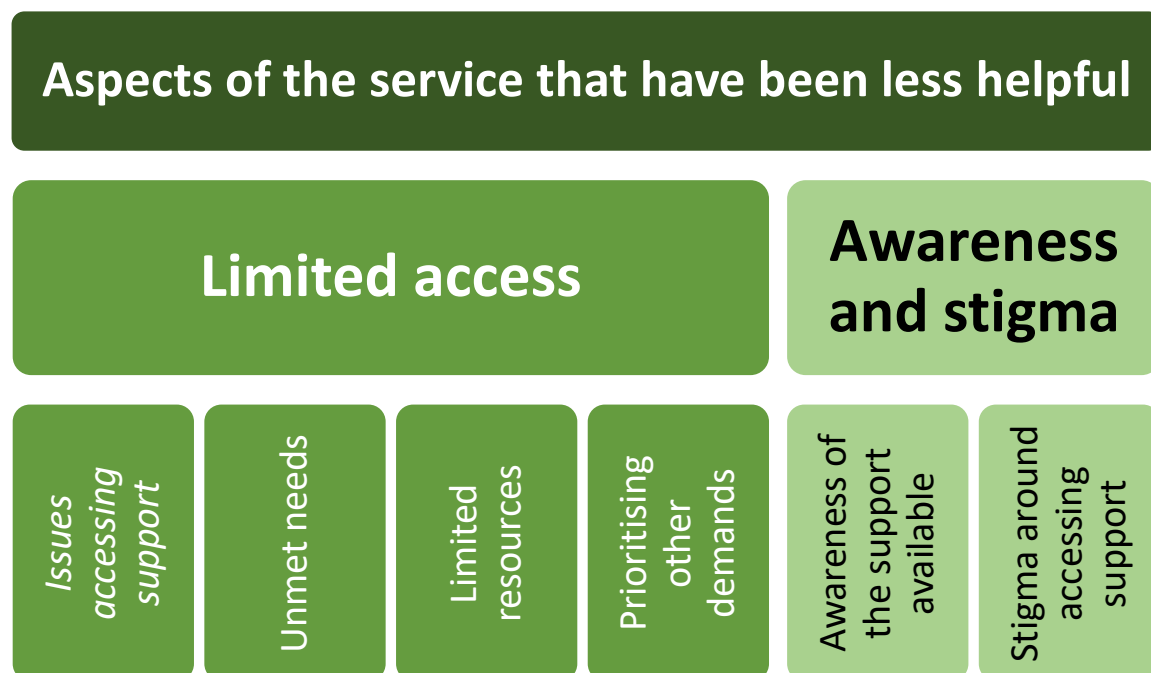 Aspects of the service that have been less helpful
Limited access
Awareness
and stigma
Issues
accessing
support
Unmet needs
Limited
resources
Prioritising
other
demands
Awareness of
the support
available
Stigma around
accessing
support